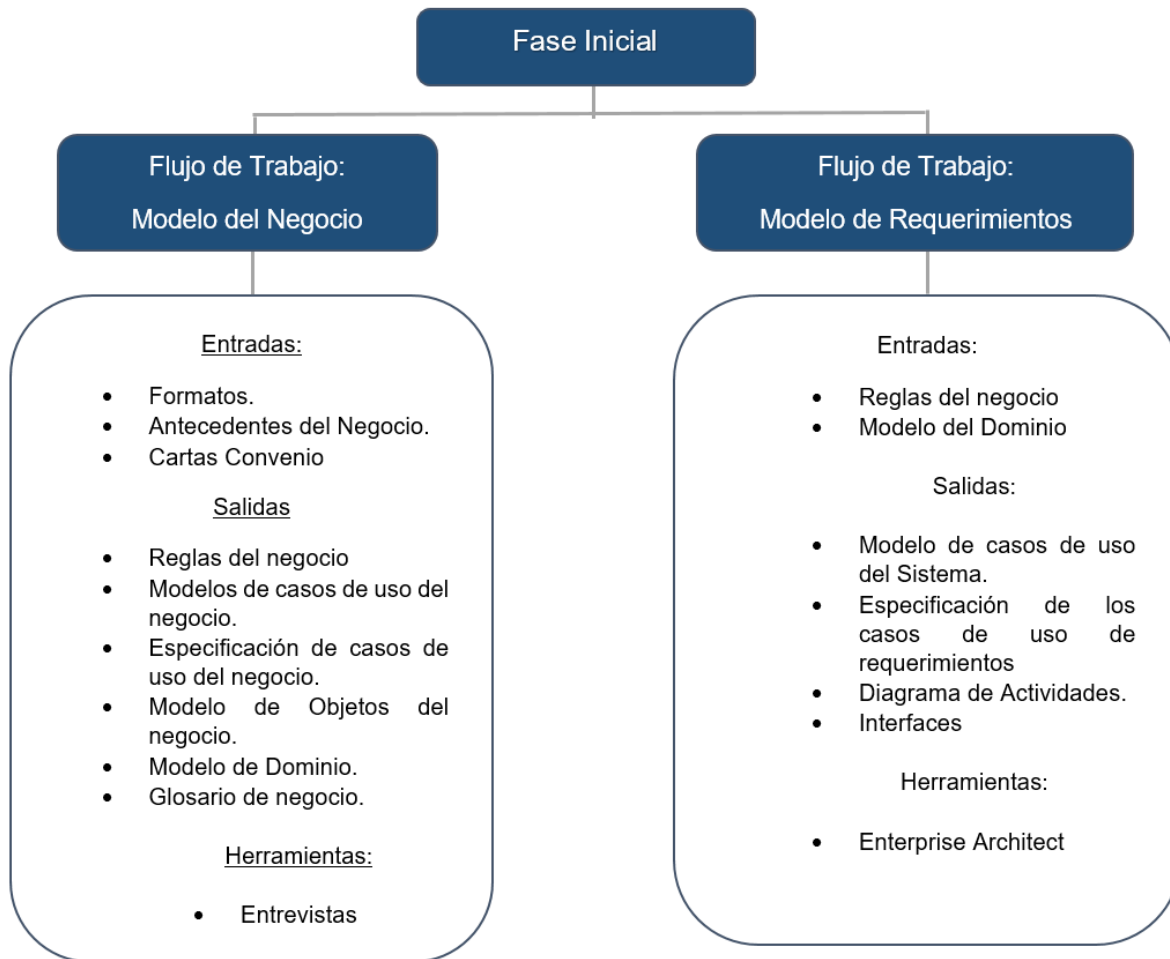 Fase Inicial
Flujo de Trabajo:
Modelo del Negocio
Entradas:
• Formatos.
• Antecedentes del Negocio.
• Cartas Convenio
Salidas
• Reglas del negocio
• Modelos de casos de uso del
negocio.
• Especificación de casos de
uso del negocio.
• Modelo de Objetos del
negocio.
• Modelo de Dominio.
• Glosario de negocio.
Herramientas:
• Entrevistas
Flujo de Trabajo:
Modelo de Requerimientos
Entradas:
• Reglas del negocio
• Modelo del Dominio
Salidas:
• Modelo de casos de uso
del Sistema.
• Especificación de los
casos de uso de
requerimientos
• Diagrama de Actividades.
• Interfaces
Herramientas:
• Enterprise Architect